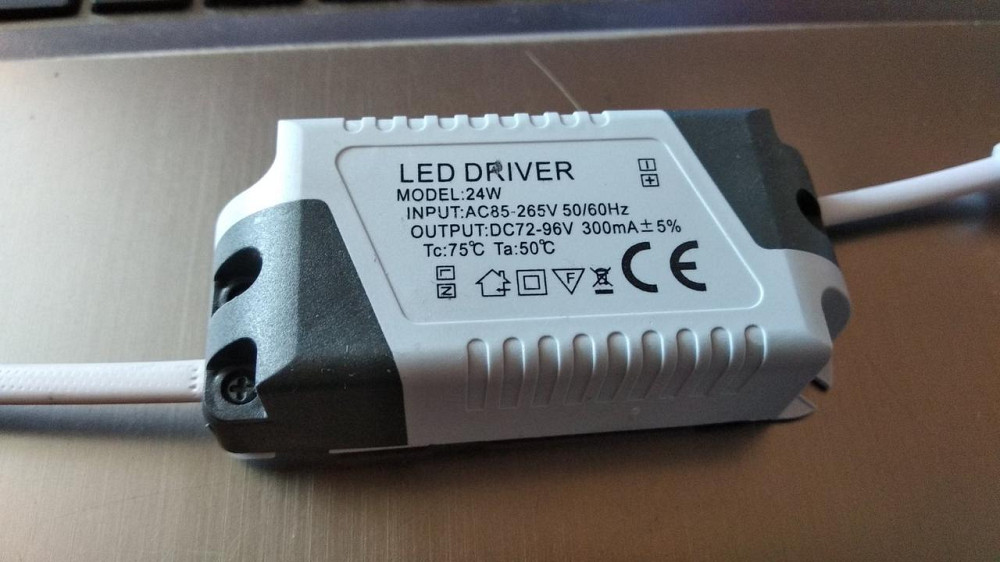 LED DRIVER
MODEL:24W
INPUT:AC85-265V 50/60Hz
OUTPUT:DC72-96V 300mA±5%
Tc:75℃ Ta:50℃
L
N
F
CE
-
+